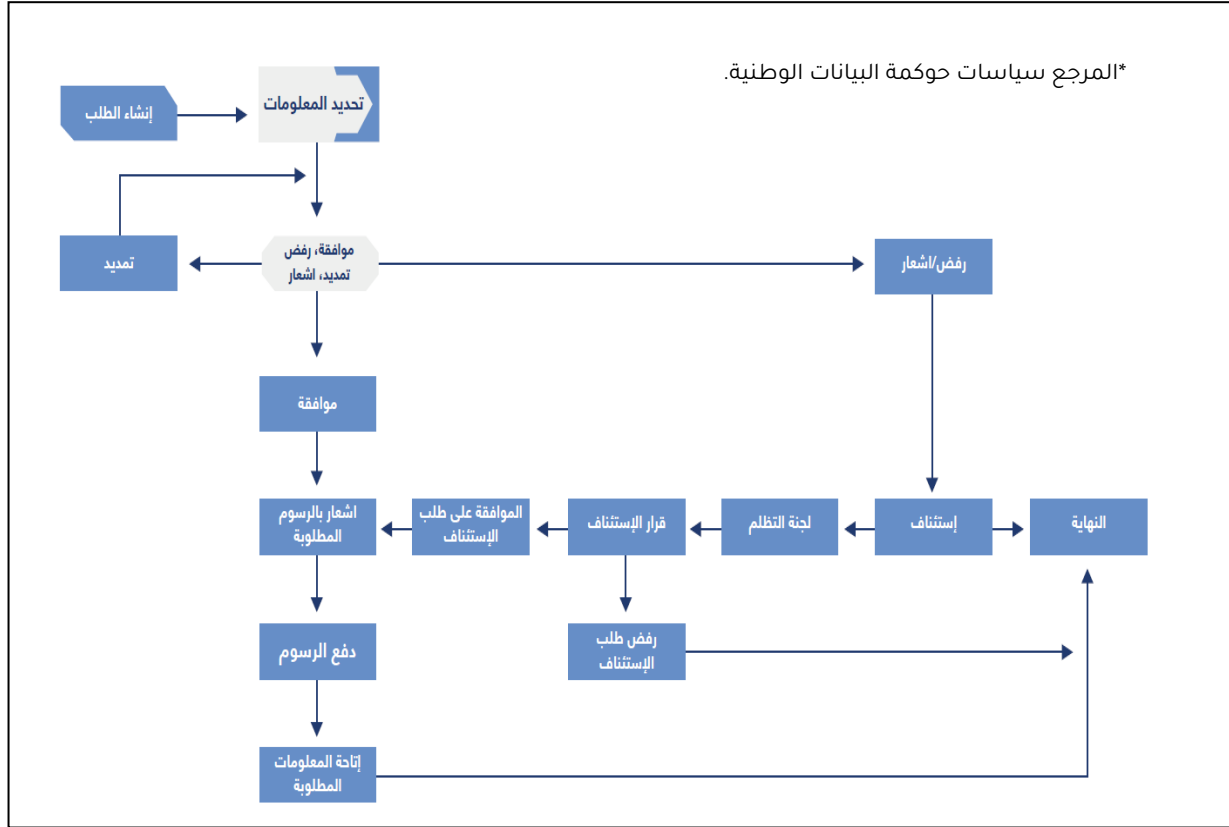 *المرجع سياسات حوكمة البيانات الوطنية.
إنشاء الطلب
تحديد المعلومات
تمديد
موافقة، رفض
تمديد، اشعار
رفض/اشعار
موافقة
النهاية
إستئناف
لجنة التظلم
قرار الإستئناف
الموافقة على طلب
الإستئناف
اشعار بالرسوم
المطلوبة
رفض طلب
الإستئناف
دفع الرسوم
إتاحة المعلومات
المطلوبة